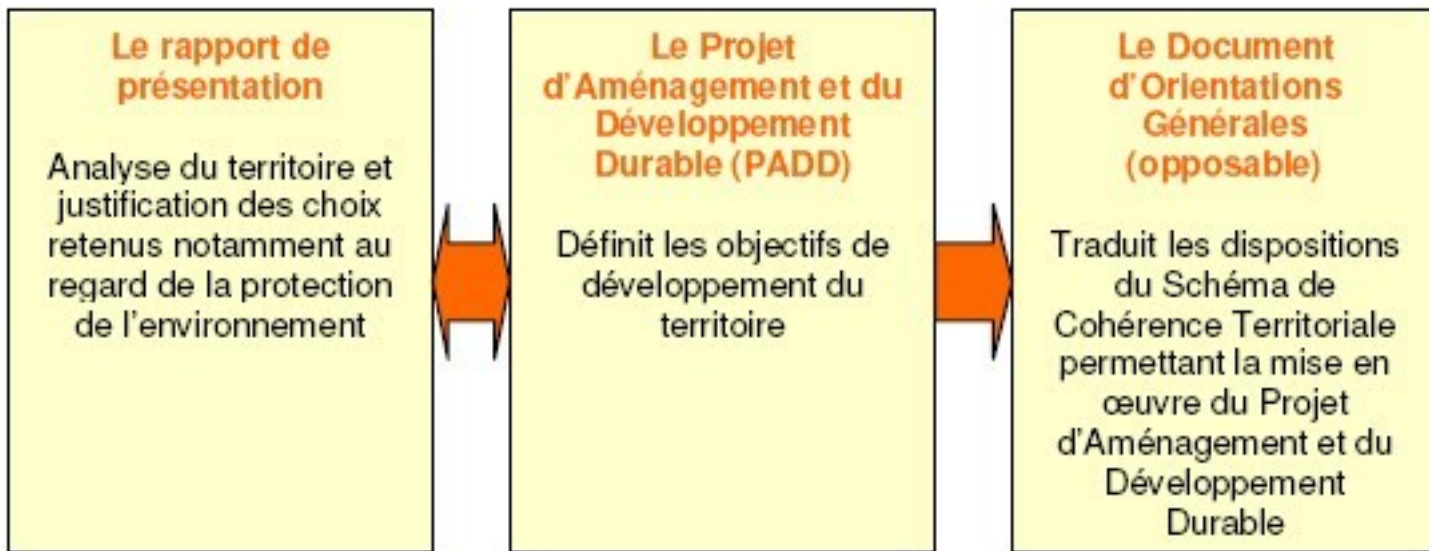 Le rapport de
présentation
Analyse du territoire et
justification des choix
retenus notamment au
regard de la protection
de l'environnement
Le Projet
d'Aménagement et du
Développement
Durable (PADD)
Définit les objectifs de
développement du
territoire
Le Document
d'Orientations
Générales
(opposable)
Traduit les dispositions
du Schéma de
Cohérence Territoriale
permettant la mise en
œuvre du Projet
d'Aménagement et du
Développement
Durable